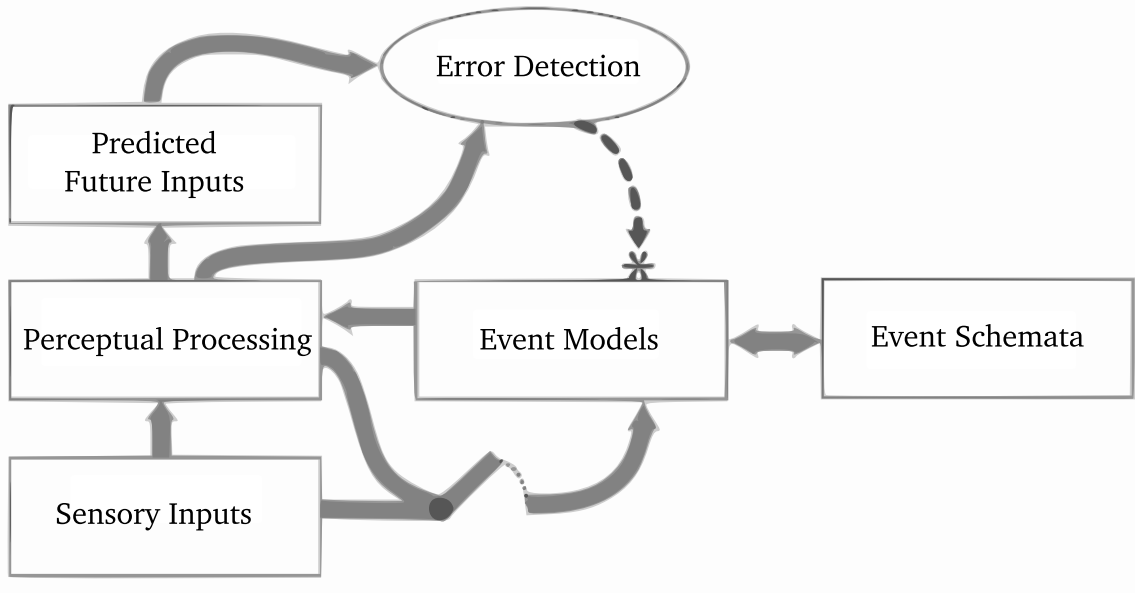 Error Detection
Predicted
Future Inputs
Perceptual Processing
Event Models
Event Schemata
Sensory Inputs